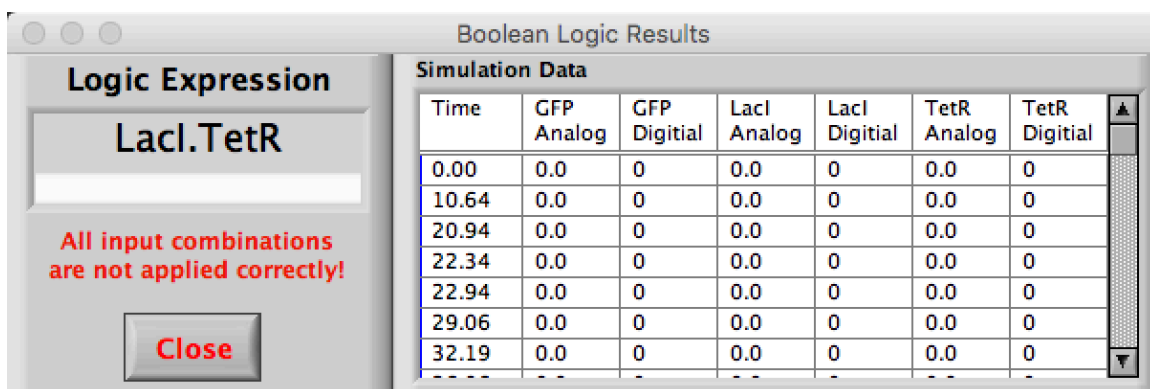 Boolean Logic Results
Logic Expression
LacI.TetR
All input combinations
are not applied correctly!
Close
Simulation Data
Time GFP Analog GFP Digitial LacI Analog LacI Digitial TetR Analog TetR Digitial
0.00 0.0 0 0.0 0 0.0 0
10.64 0.0 0 0.0 0 0.0 0
20.94 0.0 0 0.0 0 0.0 0
22.34 0.0 0 0.0 0 0.0 0
22.94 0.0 0 0.0 0 0.0 0
29.06 0.0 0 0.0 0 0.0 0
32.19 0.0 0 0.0 0 0.0 0